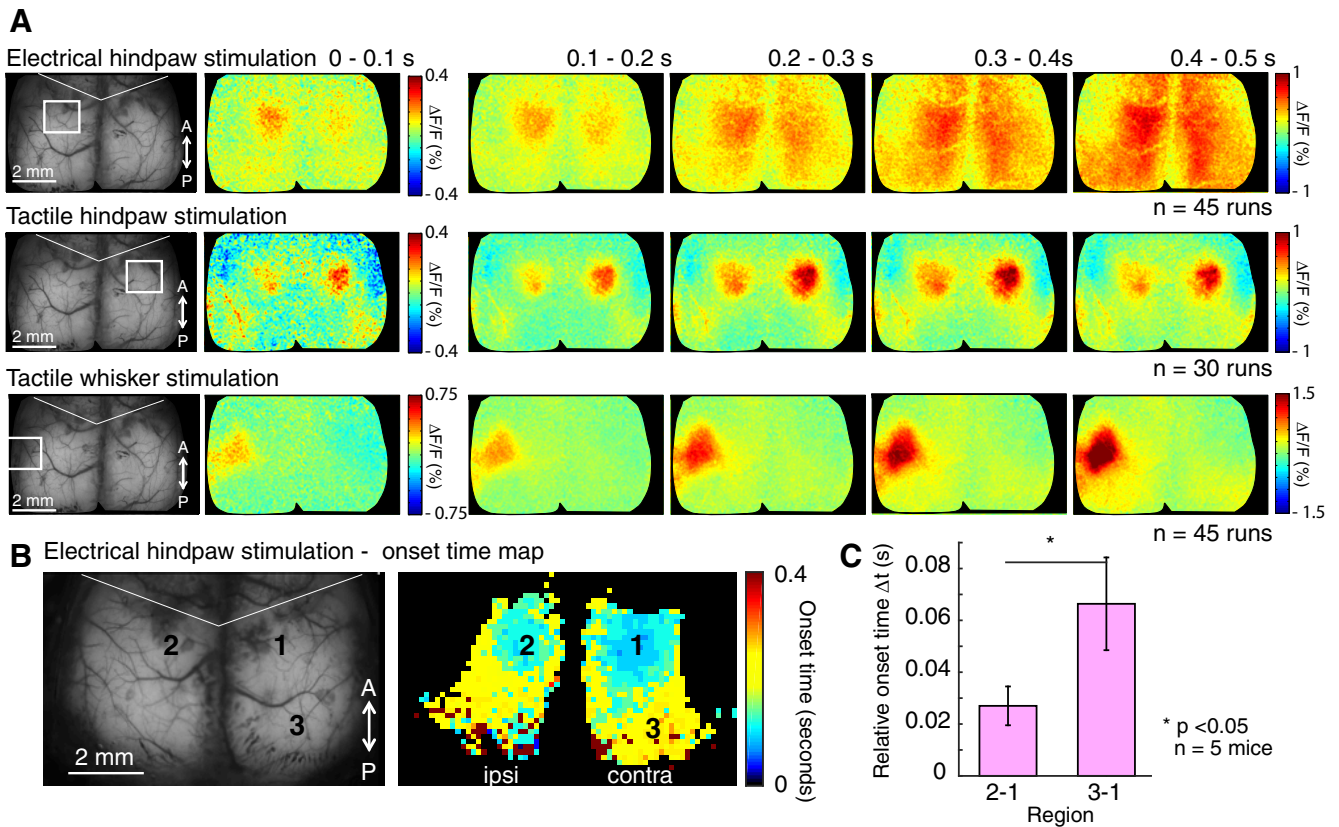 A
Electrical hindpaw stimulation 0 - 0.1 s 0.1 - 0.2 s 0.2 - 0.3 s 0.3 - 0.4s 0.4 - 0.5 s
A
P
2 mm
0.4
ΔF/F (%)
- 0.4
1
ΔF/F (%)
- 1
n = 45 runs
Tactile hindpaw stimulation
A
P
2 mm
0.4
ΔF/F (%)
- 0.4
1
ΔF/F (%)
- 1
n = 30 runs
Tactile whisker stimulation
A
P
2 mm
0.75
ΔF/F (%)
- 0.75
1.5
ΔF/F (%)
- 1.5
n = 45 runs
B Electrical hindpaw stimulation - onset time map
2 1
3
A
P
2 mm
2 1
3
ipsi contra
0.4
Onset time (seconds)
0
C
Relative onset time Δt (s)
0.08
0.06
0.04
0.02
0
*
2-1 3-1
Region
* p <0.05
n = 5 mice